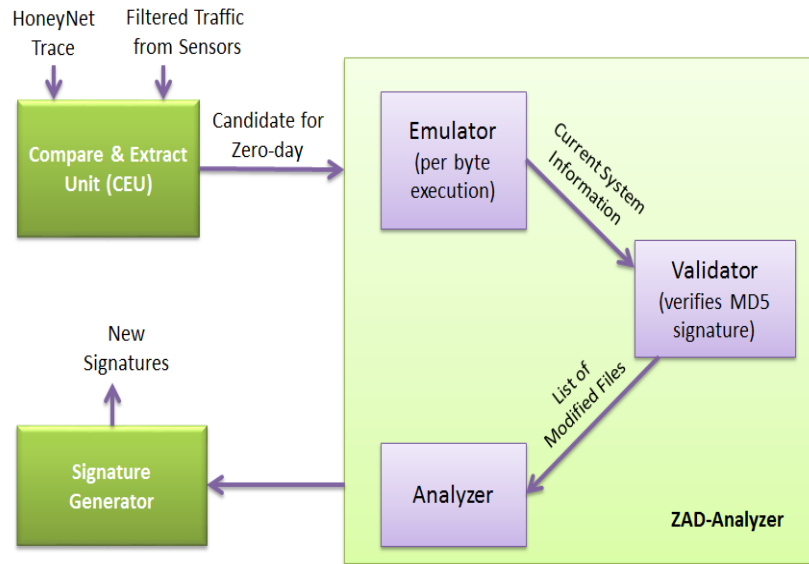 HoneyNet
Trace
Filtered Traffic
from Sensors
Compare & Extract
Unit (CEU)
Candidate for
Zero-day
Emulator
(per byte
execution)
Current System
Information
Validator
(verifies MD5
signature)
List of
Modified Files
Analyzer
ZAD-Analyzer
New
Signatures
Signature
Generator